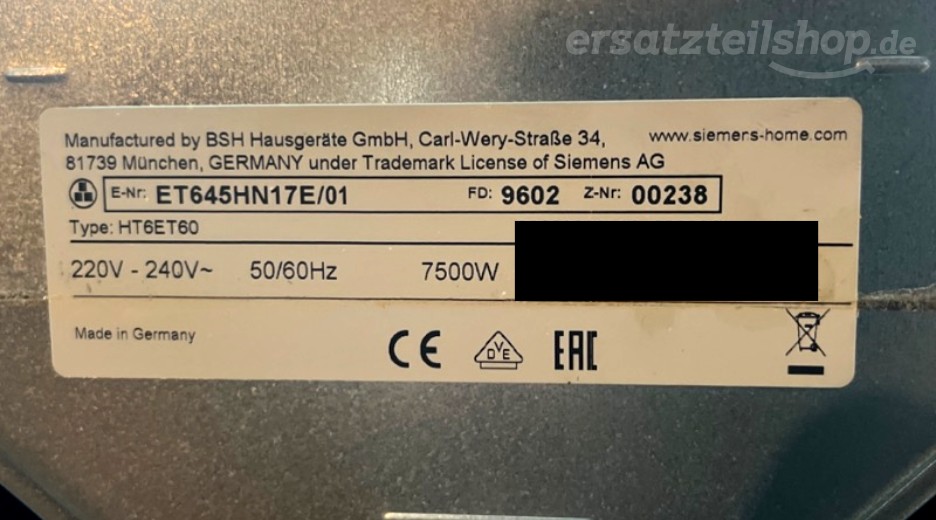 ersatzteilshop.de
Manufactured by BSH Hausgeräte GmbH, Carl-Wery-Straße 34, www.siemens-home.com
81739 München, GERMANY under Trademark License of Siemens AG
E-Nr: ET645HN17E/01 FD: 9602 Z-Nr: 00238
Type: HT6ET60
220V - 240V~ 50/60Hz 7500W
Made in Germany CE DVE EAC